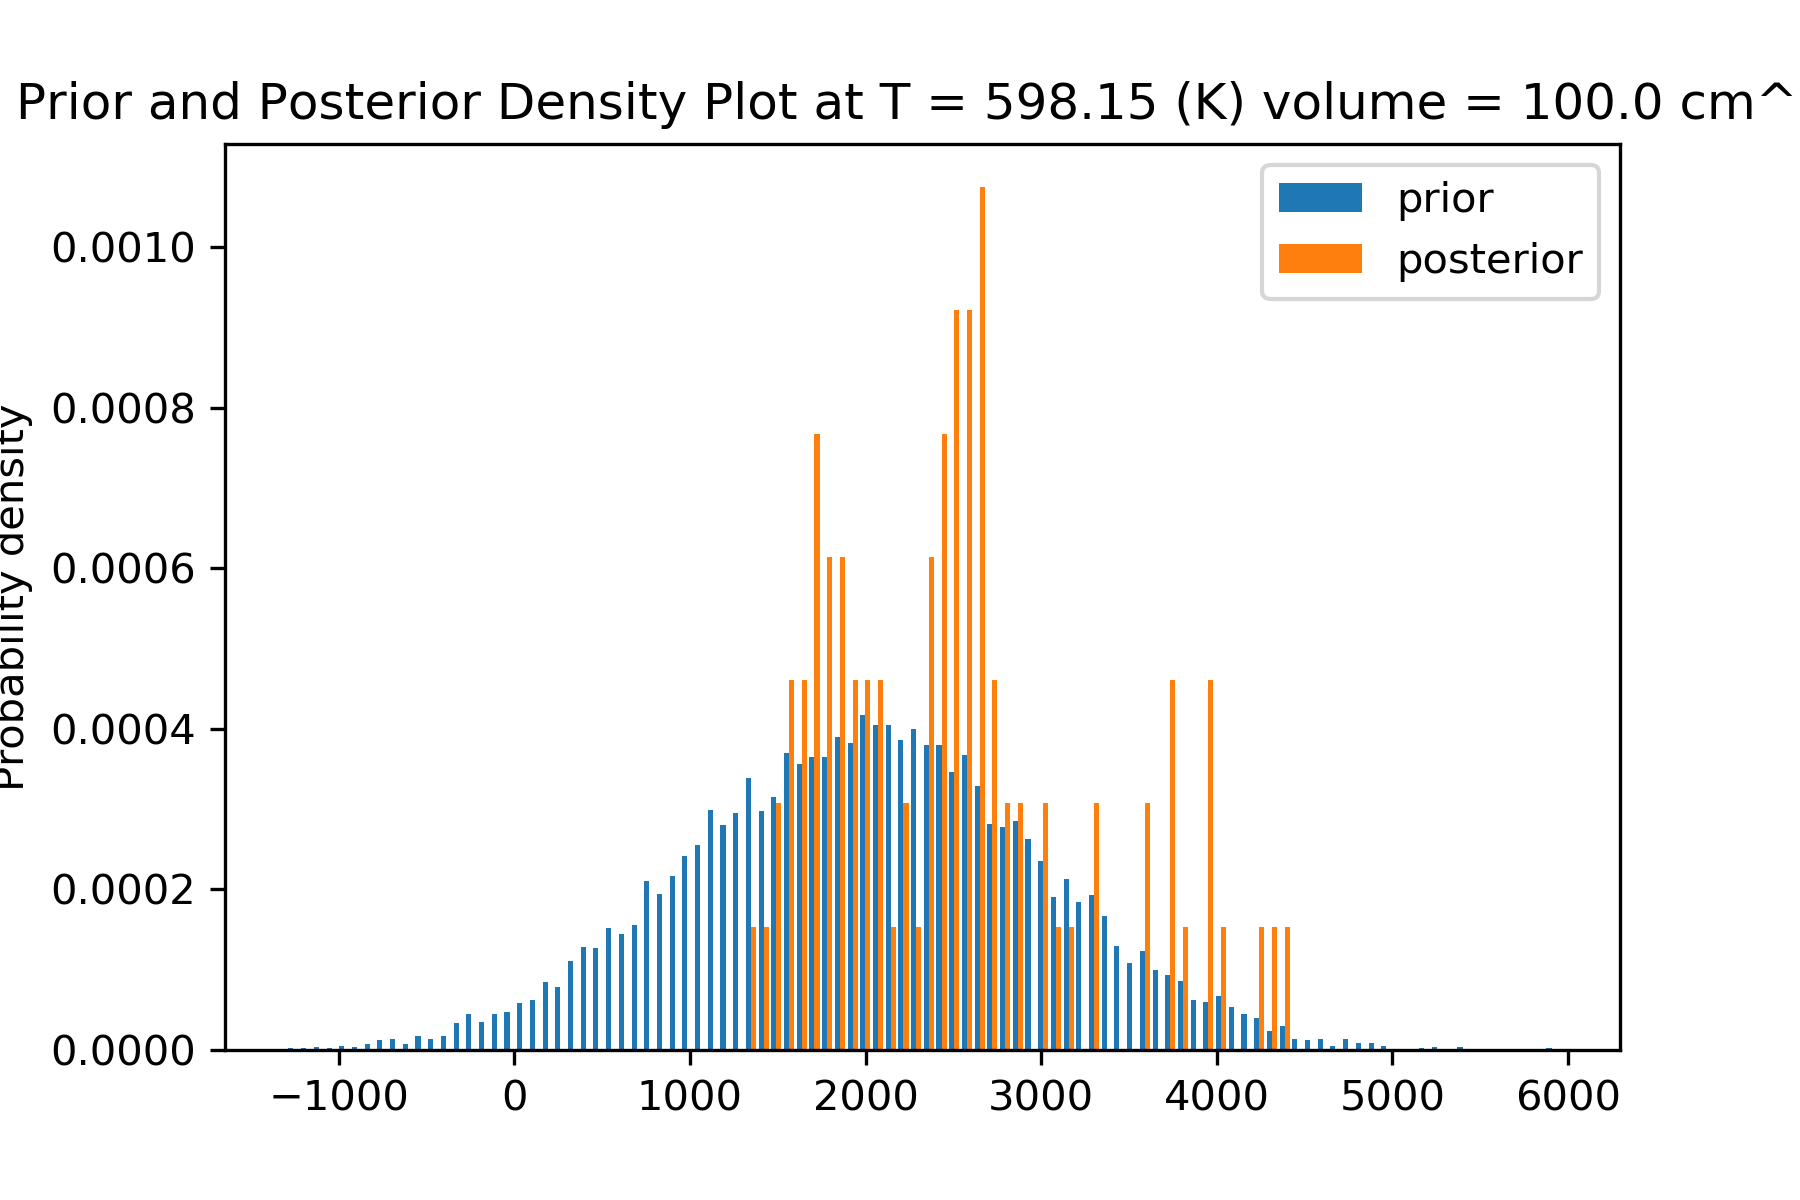 Prior and Posterior Density Plot at T = 598.15 (K) volume = 100.0 cm^
prior
posterior
Probability density
0.0010
0.0008
0.0006
0.0004
0.0002
0.0000
−1000 0 1000 2000 3000 4000 5000 6000